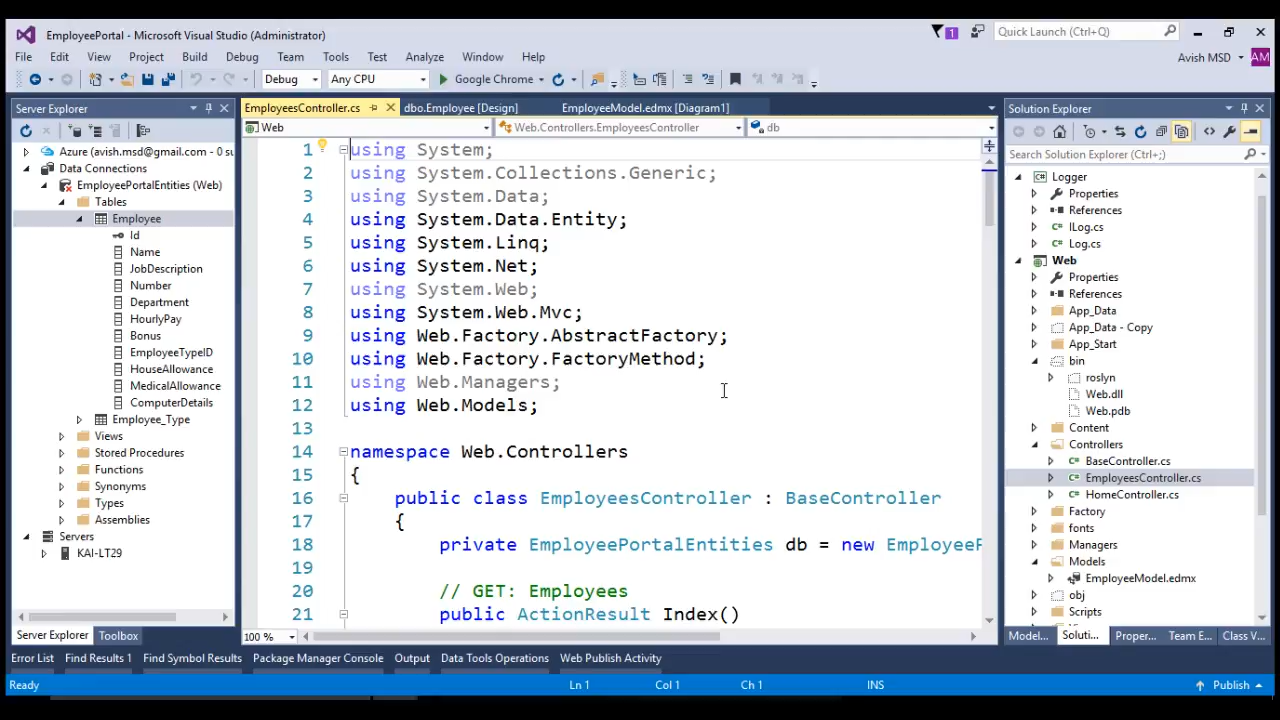 EmployeePortal - Microsoft Visual Studio (Administrator)
1
Quick Launch (Ctrl+Q)
File Edit View Project Build Debug Team Tools Test Analyze Window Help
Avish MSD
AM
Debug Any CPU Google Chrome
Server Explorer
Azure (avish.msd@gmail.com - 0 su
Data Connections
EmployeePortalEntities (Web)
Tables
Employee
Id
Name
JobDescription
Number
Department
HourlyPay
Bonus
EmployeeTypeID
HouseAllowance
MedicalAllowance
ComputerDetails
Employee_Type
Views
Stored Procedures
Functions
Synonyms
Types
Assemblies
Servers
KAI-LT29
Server Explorer Toolbox
EmployeesController.cs dbo.Employee [Design] EmployeeModel.edmx [Diagram1]
Web Web.Controllers.EmployeesController db
1 using System;
2 using System.Collections.Generic;
3 using System.Data;
4 using System.Data.Entity;
5 using System.Linq;
6 using System.Net;
7 using System.Web;
8 using System.Web.Mvc;
9 using Web.Factory.AbstractFactory;
10 using Web.Factory.FactoryMethod;
11 using Web.Managers;
12 using Web.Models;
13
14 namespace Web.Controllers
15 {
16 public class EmployeesController : BaseController
17 {
18 private EmployeePortalEntities db = new EmployeeP
19
20 // GET: Employees
21 public ActionResult Index()
100 %
Solution Explorer
Search Solution Explorer (Ctrl+;)
Logger
Properties
References
ILog.cs
Log.cs
Web
Properties
References
App_Data
App_Data - Copy
App_Start
bin
roslyn
Web.dll
Web.pdb
Content
Controllers
BaseController.cs
EmployeesController.cs
HomeController.cs
Factory
fonts
Managers
Models
EmployeeModel.edmx
obj
Scripts
Model... Soluti... Proper... Team E... Class V...
Error List Find Results 1 Find Symbol Results Package Manager Console Output Data Tools Operations Web Publish Activity
Ready Ln 1 Col 1 Ch 1 INS Publish